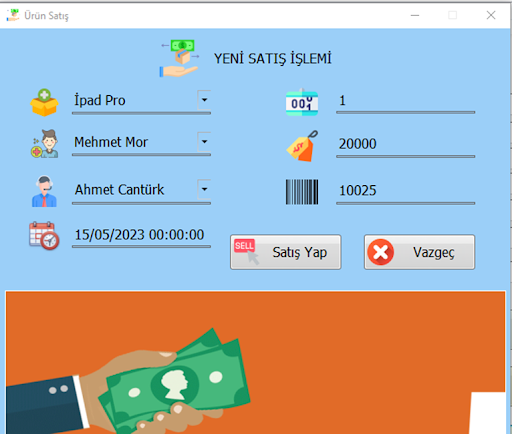 Ürün Satış
YENİ SATIŞ İŞLEMİ
İpad Pro
001
1
Mehmet Mor
20000
Ahmet Cantürk
10025
15/05/2023 00:00:00
SELL
Satış Yap
Vazgeç